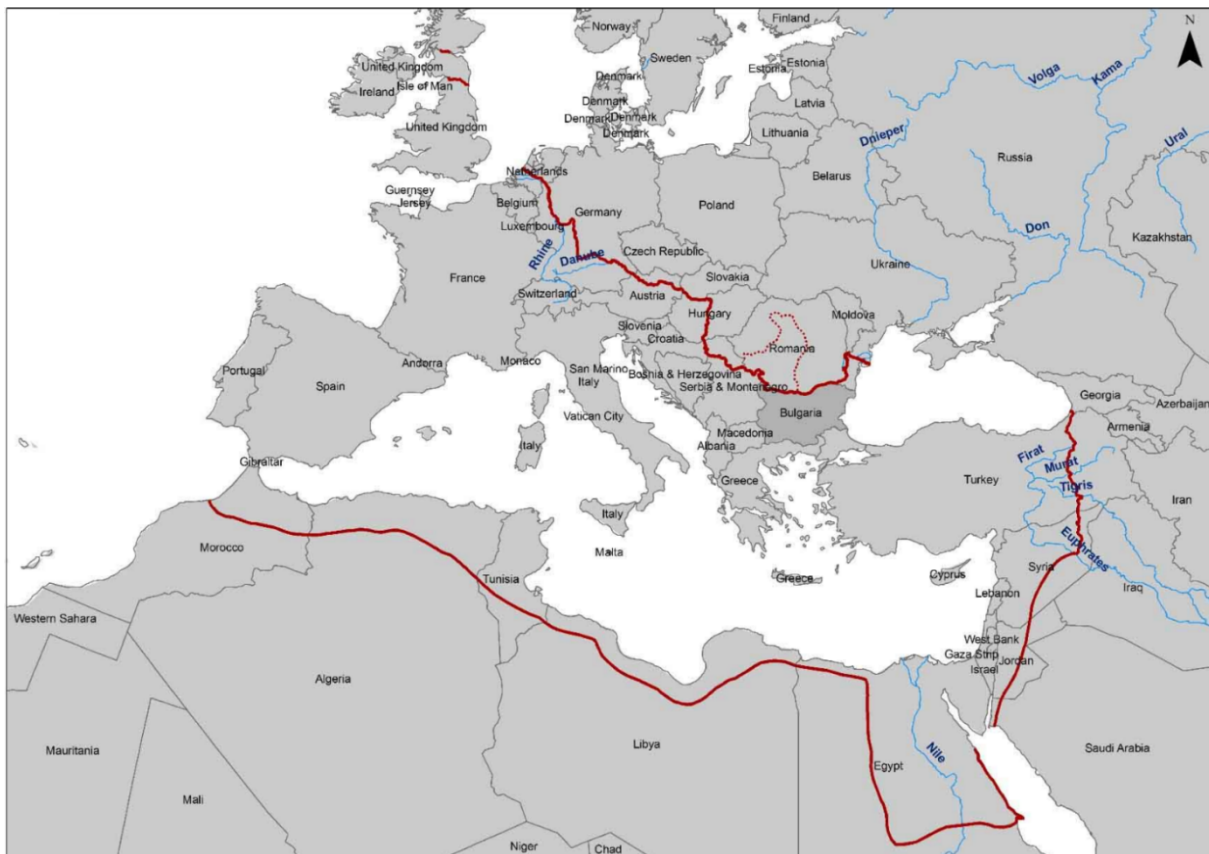 N
Finland
Norway
Sweden
Estonia
Estonia
Volga
Kama
United Kingdom
Isle of Man
Ireland
Denmark
Denmark
Denmark
Denmark
Denmark
Latvia
Lithuania
Dnieper
Russia
Ural
United Kingdom
Netherlands
Belarus
Guernsey
Jersey
Belgium
Germany
Poland
Luxembourg
Don
Kazakhstan
Rhine
Danube
Czech Republic
Ukraine
France
Slovakia
Switzerland
Austria
Hungary
Moldova
Slovenia
Croatia
Romania
Monaco
Andorra
San Marino
Italy
Bosnia & Herzegovina
Serbia & Montenegro
Portugal
Spain
Vatican City
Bulgaria
Georgia
Azerbaijan
Armenia
Macedonia
Albania
Italy
Greece
Gibraltar
Firat
Murat
Tigris
Turkey
Iran
Italy
Malta
Morocco
Tunisia
Greece
Cyprus
Euphrates
Syria
Lebanon
Iraq
Western Sahara
West Bank
Gaza Strip
Israel
Jordan
Algeria
Libya
Egypt
Nile
Saudi Arabia
Mauritania
Mali
Niger
Chad